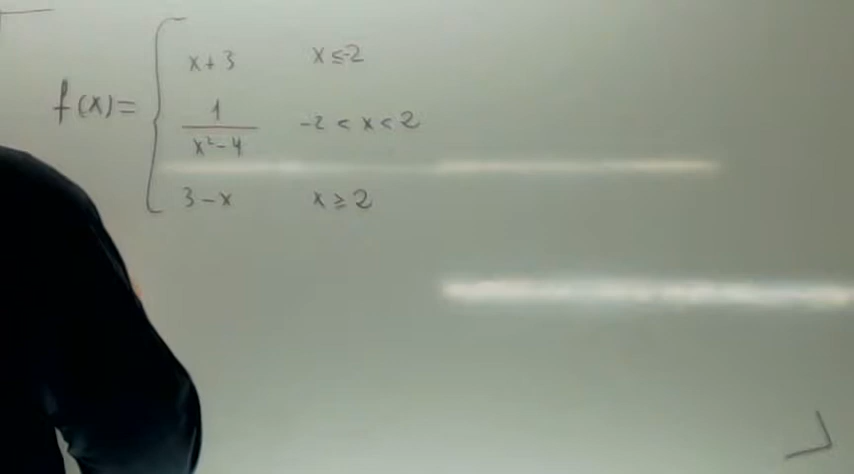 f(x)= { x+3 x≤-2
1/(x²-4) -2 < x < 2
3-x x≥2